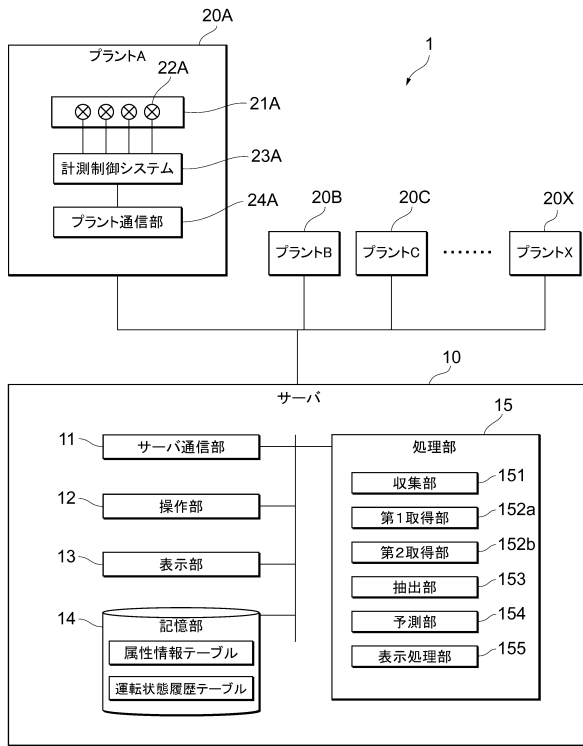 20A
プラントA
22A
21A
計測制御システム
23A
プラント通信部
24A
1
20B
プラントB
20C
プラントC
・・・・・・・
20X
プラントX
10
サーバ
11
サーバ通信部
12
操作部
13
表示部
14
記憶部
属性情報テーブル
運転状態履歴テーブル
15
処理部
収集部
151
第1取得部
152a
第2取得部
152b
抽出部
153
予測部
154
表示処理部
155